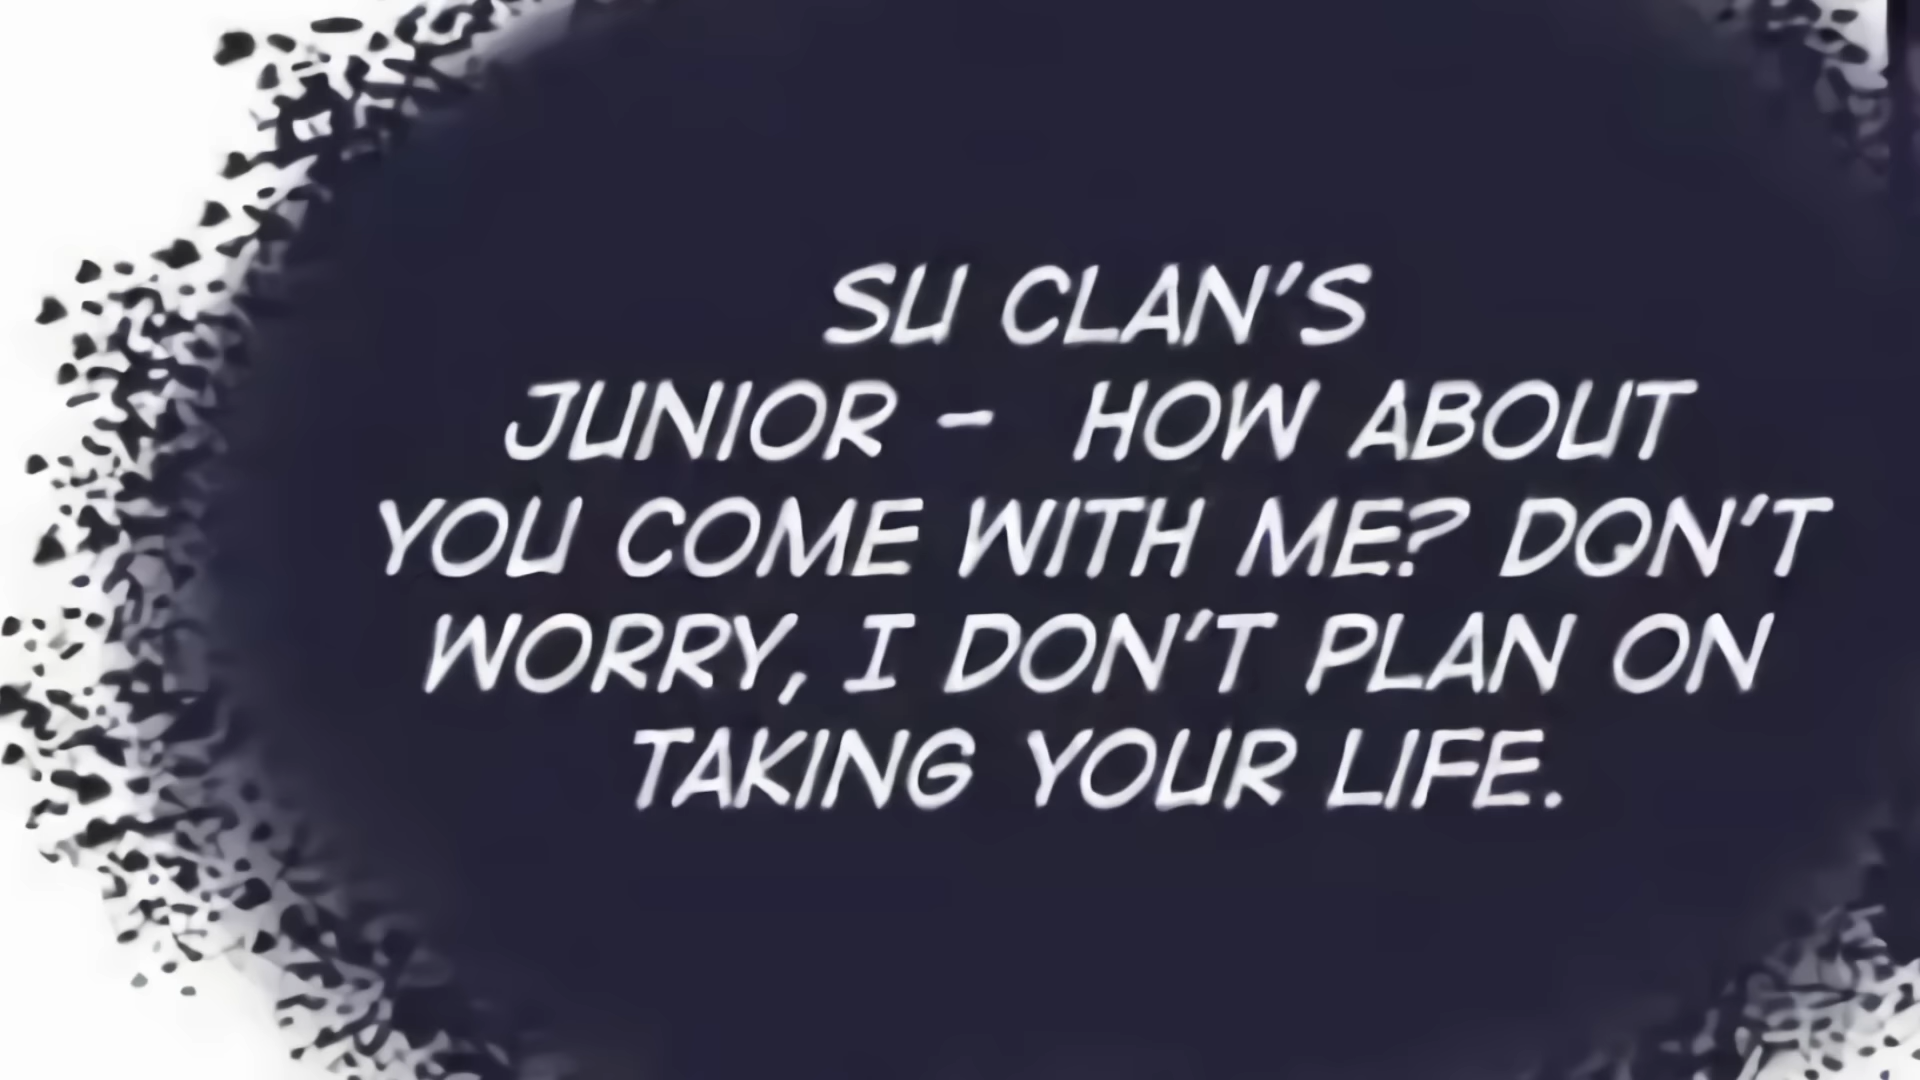 SU CLAN'S
JUNIOR - HOW ABOUT
YOU COME WITH ME? DON'T
WORRY, I DON'T PLAN ON
TAKING YOUR LIFE.